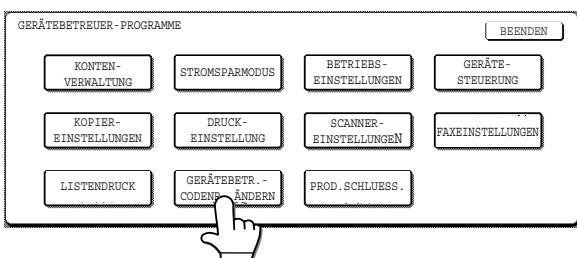 GERÄTEBETREUER-PROGRAMME
BEENDEN
KONTEN-
VERWALTUNG
STROMSPARMODUS
BETRIEBS-
EINSTELLUNGEN
GERÄTE-
STEUERUNG
KOPIER-
EINSTELLUNGEN
DRUCK-
EINSTELLUNG
SCANNER-
EINSTELLUNGEN
FAXEINSTELLUNGEN
LISTENDRUCK
GERÄTEBETR.-
ÄNDERN
PROD.SCHLUESS.